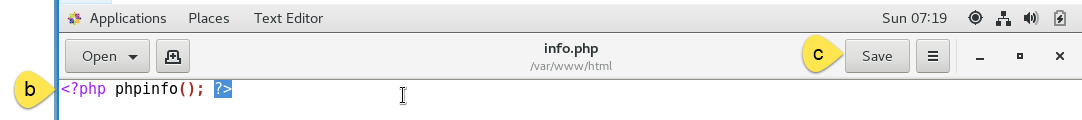 Applications Places Text Editor Sun 07:19
Open info.php Save
/var/www/html
c
b
<?php phpinfo(); ?>